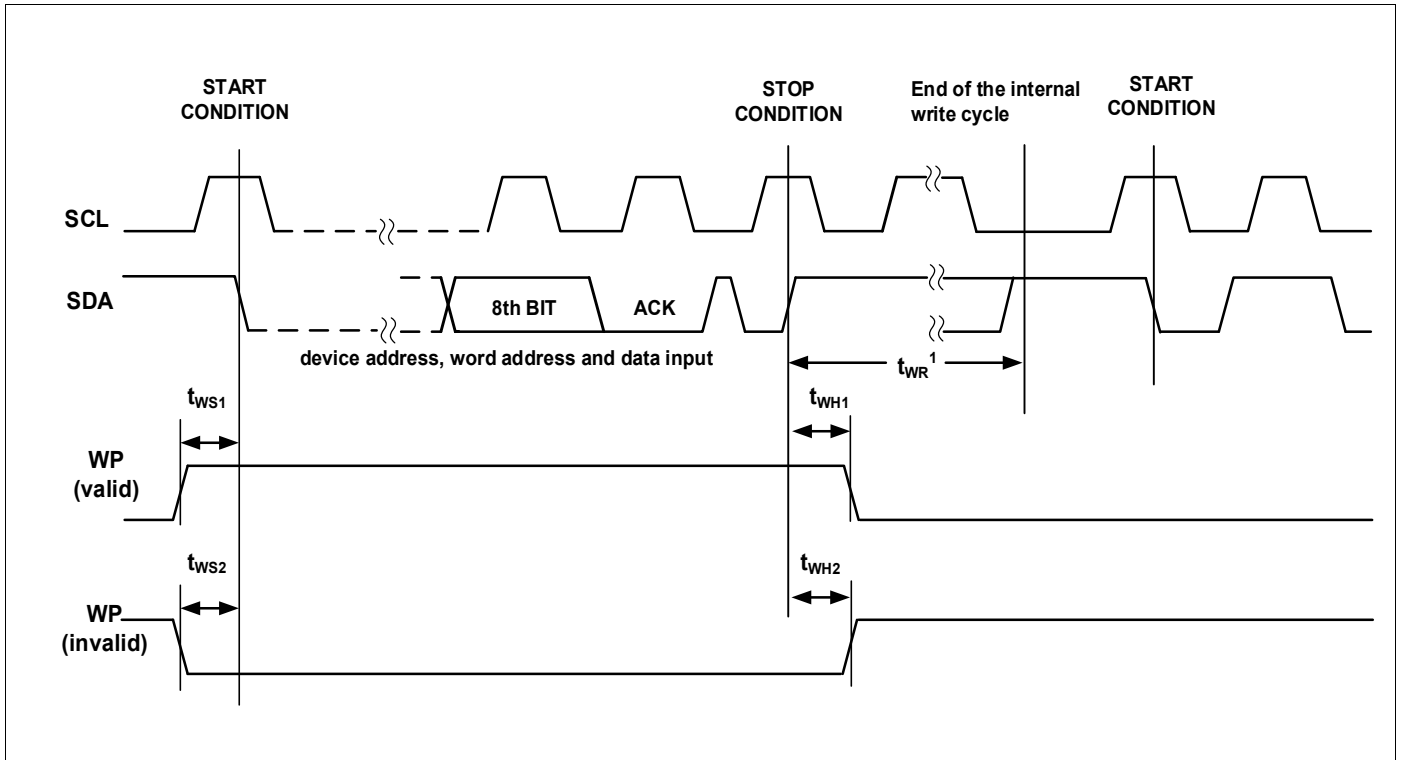 START
CONDITION
STOP
CONDITION
End of the internal
write cycle
START
CONDITION
SCL
SDA
8th BIT
ACK
device address, word address and data input
tWR1
tWS1
tWH1
WP
(valid)
tWS2
tWH2
WP
(invalid)